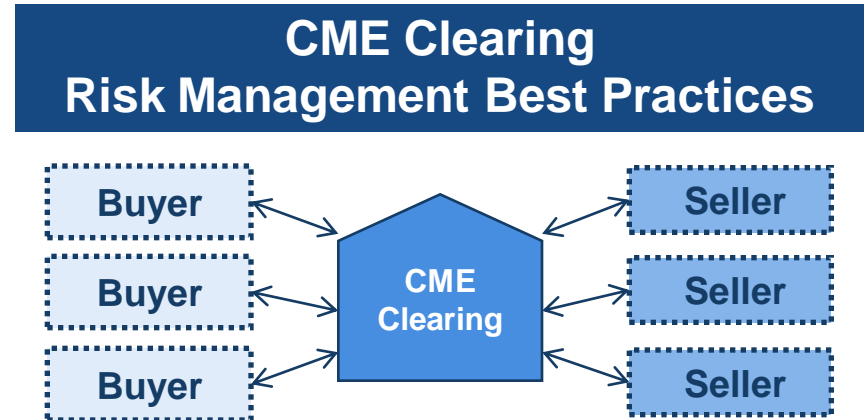 CME Clearing
Risk Management Best Practices
Buyer
Seller
Buyer
CME
Clearing
Seller
Buyer
Seller